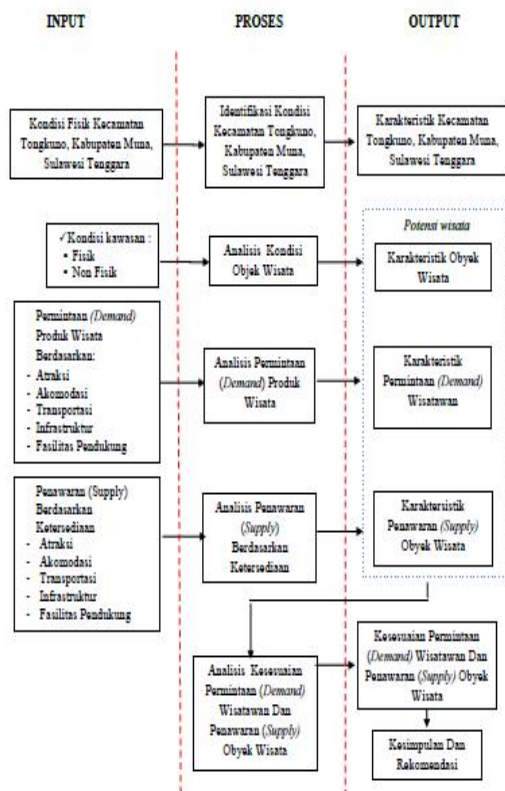 INPUT
PROSES
OUTPUT
Kondisi Fisik Kecamatan
Tongkuno, Kabupaten Muna,
Sulawesi Tenggara
Identifikasi Kondisi
Kecamatan Tongkuno,
Kabupaten Muna,
Sulawesi Tenggara
Karakteristik Kecamatan
Tongkuno, Kabupaten Muna,
Sulawesi Tenggara
✓Kondisi kawasan :
▪ Fisik
▪ Non Fisik
Analisis Kondisi
Objek Wisata
Potensi wisata
Karakteristik Obyek
Wisata
Permintaan (Demand)
Produk Wisata
Berdasarkan:
- Atraksi
- Akomodasi
- Transportasi
- Infrastruktur
- Fasilitas Pendukung
Analisis Permintaan
(Demand) Produk
Wisata
Karakteristik
Permintaan (Demand)
Wisatawan
Penawaran (Supply)
Berdasarkan
Ketersediaan
- Atraksi
- Akomodasi
- Transportasi
- Infrastruktur
- Fasilitas Pendukung
Analisis Penawaran
(Supply)
Berdasarkan
Ketersediaan
Karaktersistik
Penawaran (Supply)
Obyek Wisata
Analisis Kesesuaian
Permintaan (Demand)
Wisatawan Dan
Penawaran (Supply)
Obyek Wisata
Kesesuaian Permintaan
(Demand) Wisatawan Dan
Penawaran (Supply) Obyek
Wisata
Kesimpulan Dan
Rekomendasi